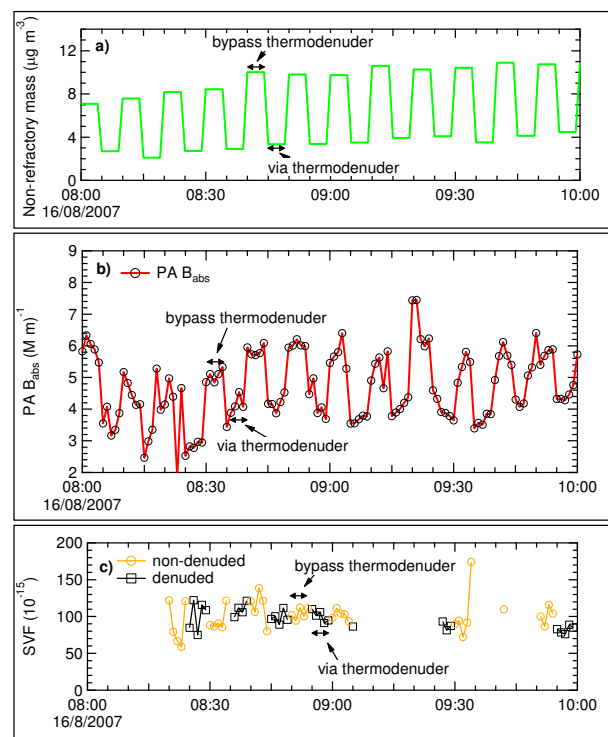 a)
bypass thermodenuder
via thermodenuder
Non-refractory mass (µg m⁻³)
12
8
4
0
08:00 08:30 09:00 09:30 10:00
16/08/2007
b)
PA Babs
bypass thermodenuder
via thermodenuder
PA Babs (M m⁻¹)
9
8
7
6
5
4
3
2
08:00 08:30 09:00 09:30 10:00
16/08/2007
c)
non-denuded
denuded
bypass thermodenuder
via thermodenuder
SVF (10⁻¹⁵)
200
150
100
50
0
08:00 08:30 09:00 09:30 10:00
16/8/2007